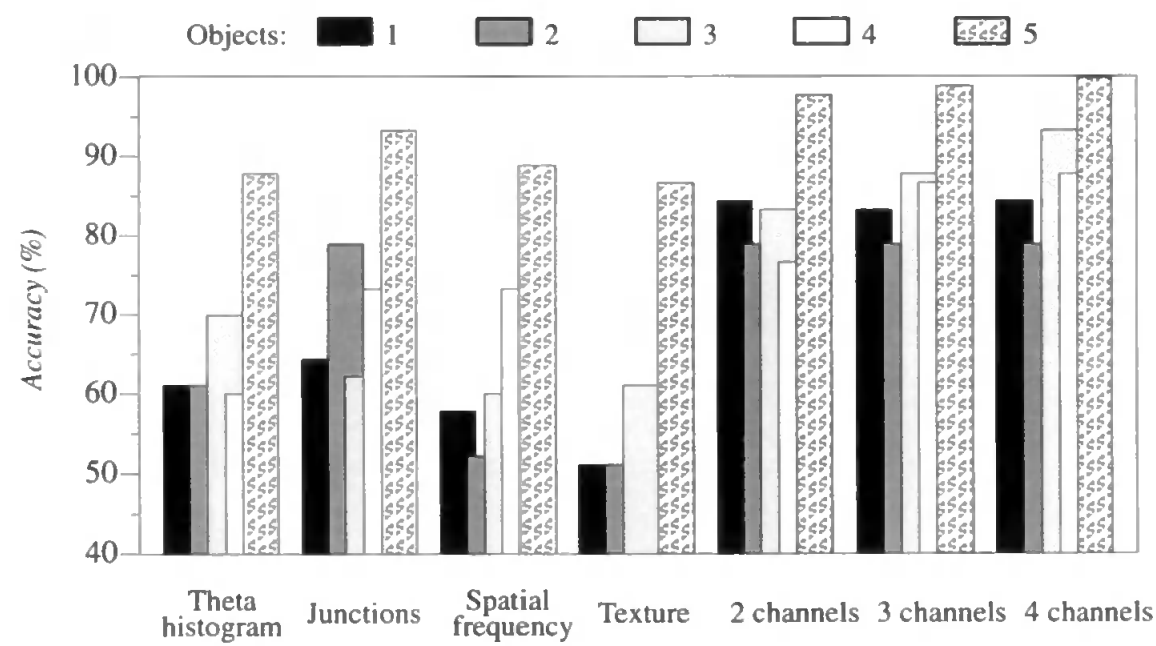 Objects: 1 2 3 4 5
100
90
80
70
60
50
40
Accuracy (%)
Theta histogram
Junctions
Spatial frequency
Texture
2 channels
3 channels
4 channels